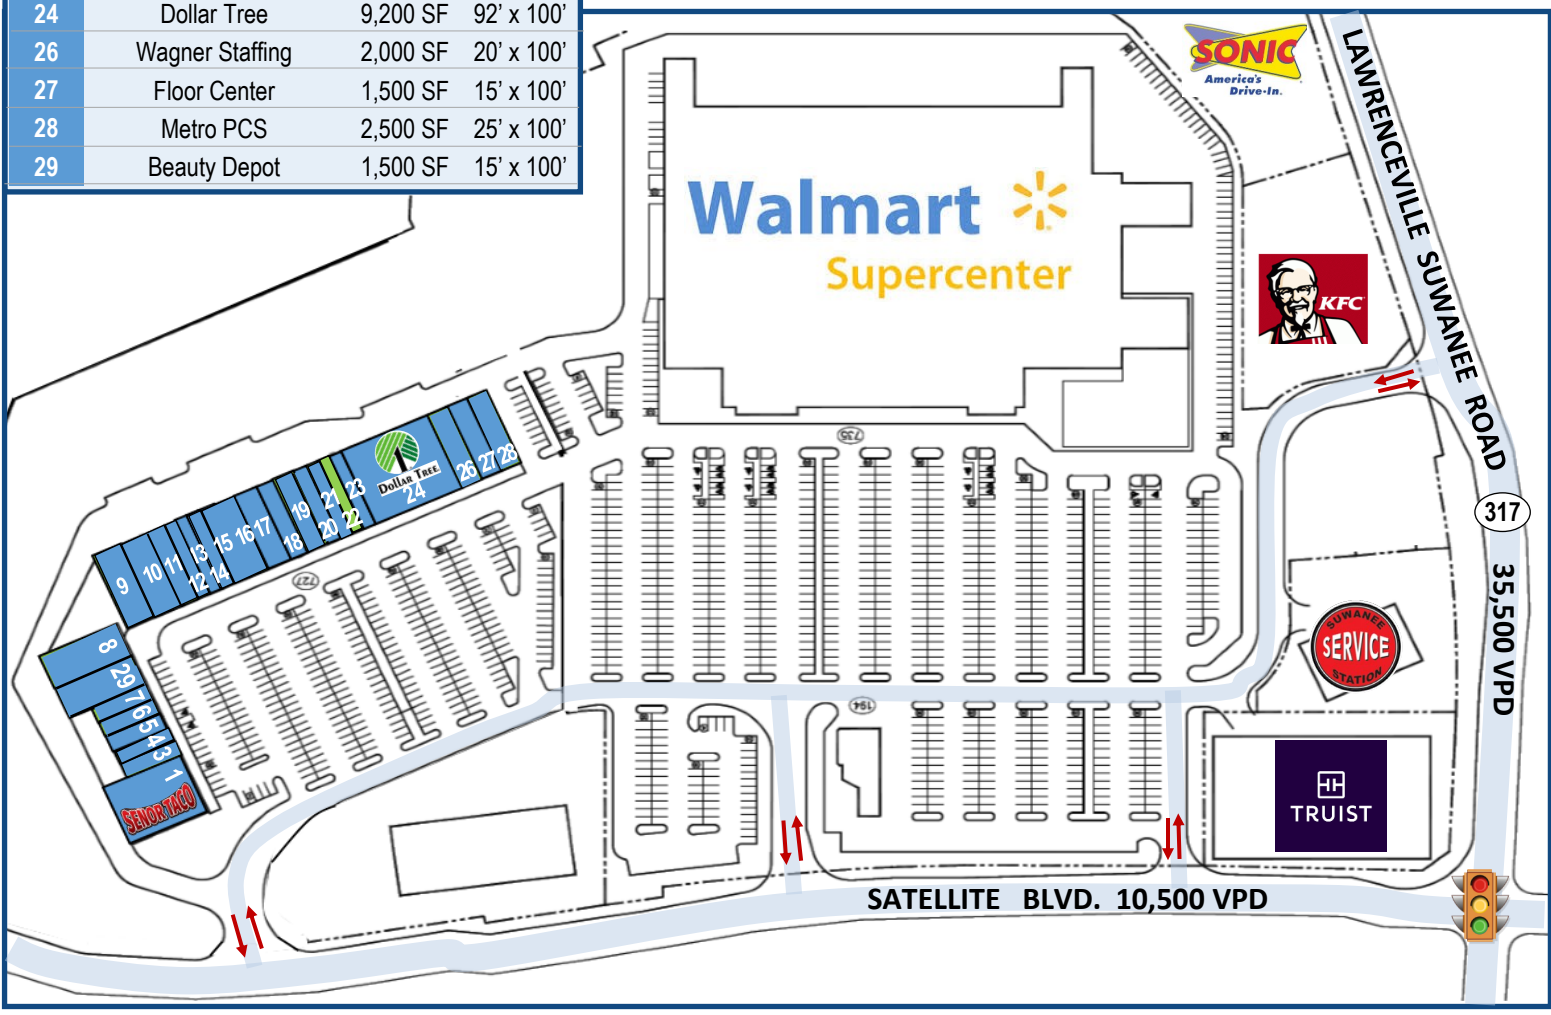 24 Dollar Tree 9,200 SF 92’ x 100’
26 Wagner Staffing 2,000 SF 20’ x 100’
27 Floor Center 1,500 SF 15’ x 100’
28 Metro PCS 2,500 SF 25’ x 100’
29 Beauty Depot 1,500 SF 15’ x 100’
SONIC
America's
Drive-In.
LAWRENCEVILLE SUWANEE ROAD
Walmart
Supercenter
KFC
735
317
35,500 VPD
DOLLAR TREE
9
10
11
12
13
14
15
16
17
18
19
20
21
22
23
24
26
27
28
727
8
29
7
6
5
4
3
1
SENOR TACO
194
SUWANEE
SERVICE
STATION
TRUIST
SATELLITE BLVD. 10,500 VPD